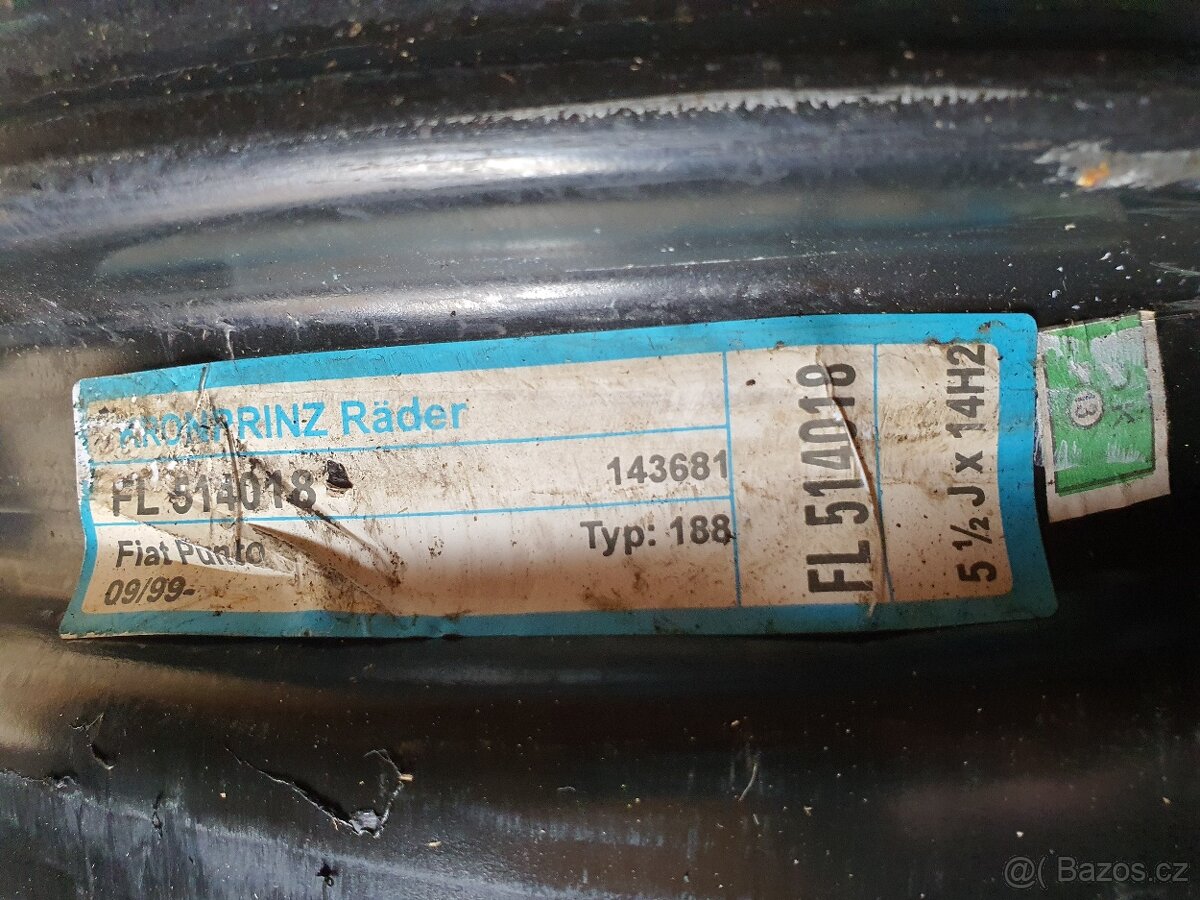 KRONPRINZ Räder
FL 514018
143681
Fiat Punto
Typ: 188
09/99-
FL 514018
5 ½ J x 14H2
13
@( Bazos.cz